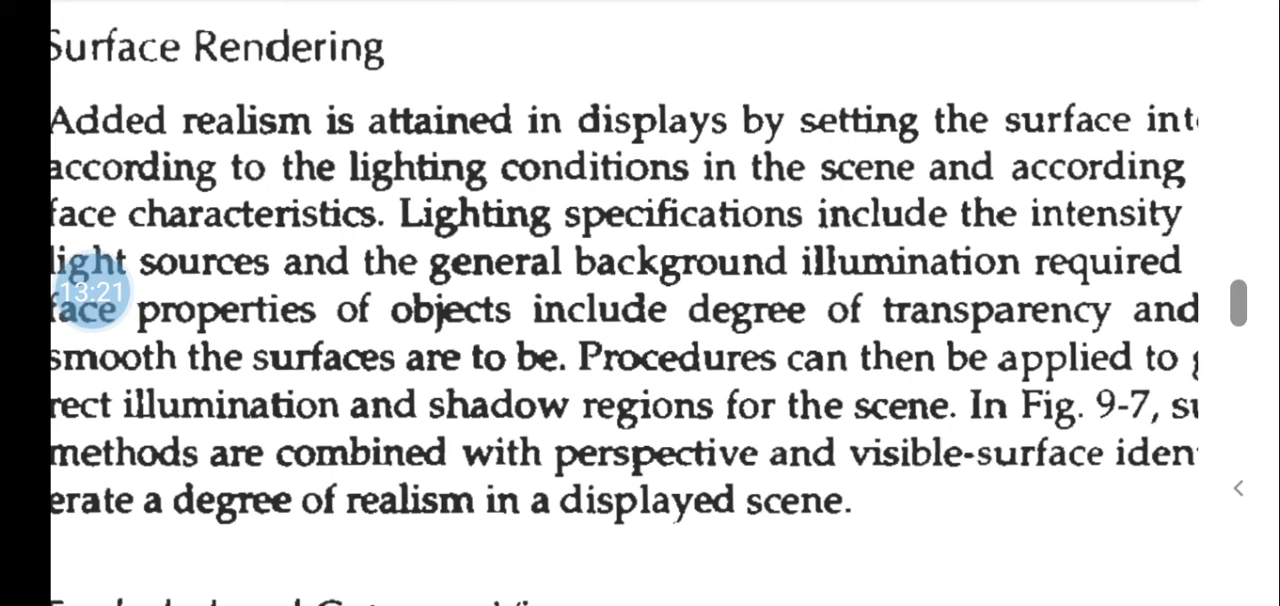 Surface Rendering
Added realism is attained in displays by setting the surface
according to the lighting conditions in the scene and according
face characteristics. Lighting specifications include the intensity
light sources and the general background illumination required
13:21
face properties of objects include degree of transparency and
smooth the surfaces are to be. Procedures can then be applied to
rect illumination and shadow regions for the scene. In Fig. 9-7,
methods are combined with perspective and visible-surface iden
erate a degree of realism in a displayed scene.